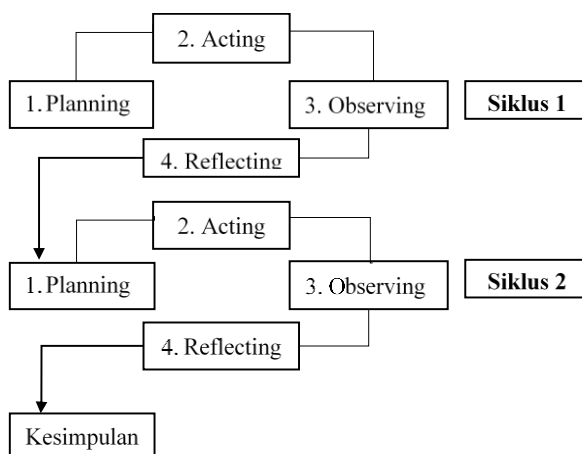 2. Acting
1. Planning
3. Observing
Siklus 1
4. Reflecting
2. Acting
1. Planning
3. Observing
Siklus 2
4. Reflecting
Kesimpulan